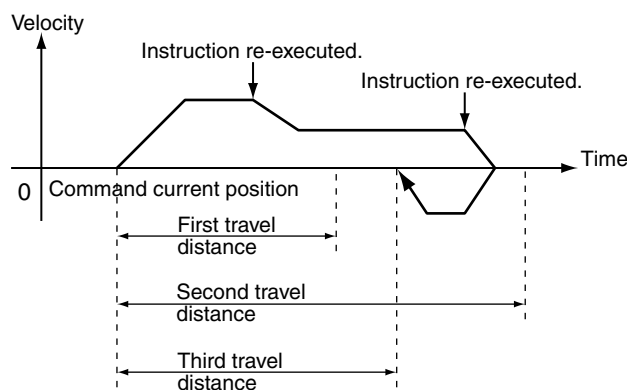 Velocity
Instruction re-executed.
Instruction re-executed.
Time
0
Command current position
First travel
distance
Second travel
distance
Third travel
distance